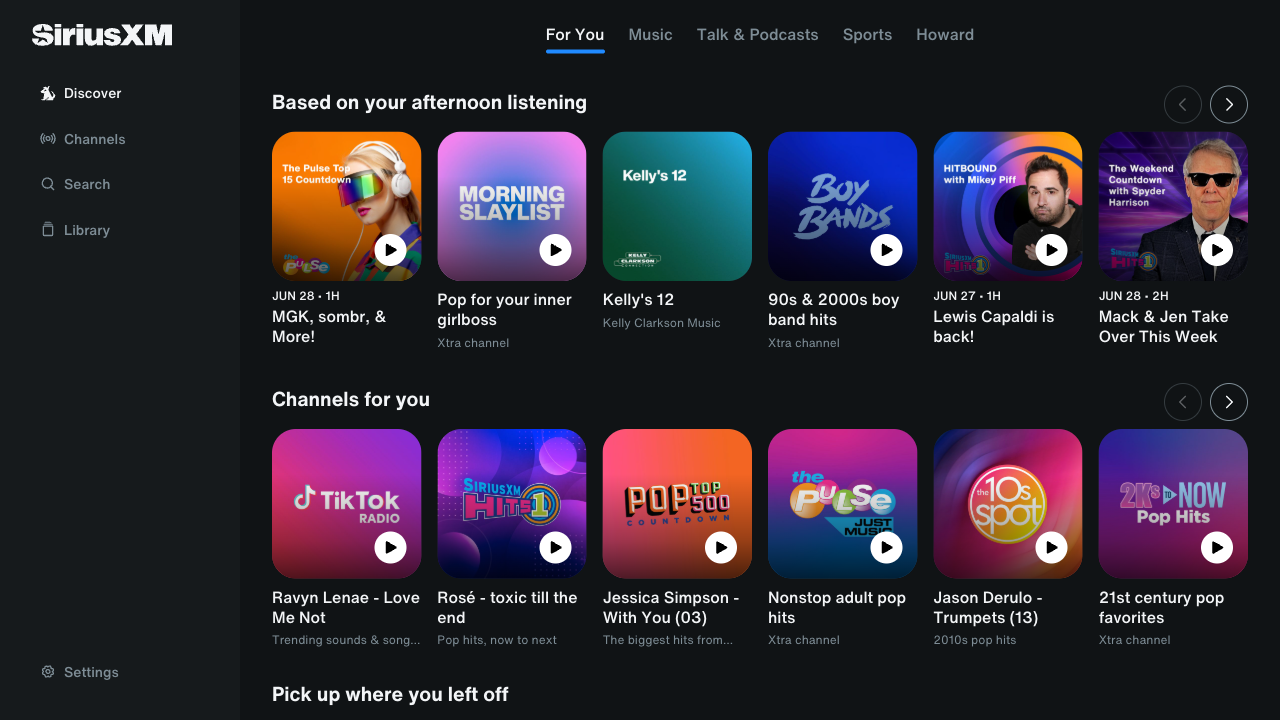 SiriusXM
For You
Music
Talk & Podcasts
Sports
Howard
Discover
Channels
Search
Library
Settings
Based on your afternoon listening
The Pulse Top
15 Countdown
the PULSE
JUN 28 • 1H
MGK, sombr, &
More!
MORNING
SLAYLIST
Pop for your inner
girlboss
Xtra channel
Kelly's 12
KELLY
CLARKSON
CONNECTION
Kelly's 12
Kelly Clarkson Music
BOY
BANDS
90s & 2000s boy
band hits
Xtra channel
HITBOUND
with Mikey Piff
SIRIUSXM
HITS 1
JUN 27 • 1H
Lewis Capaldi is
back!
The Weekend
Countdown
with Spyder
Harrison
SIRIUSXM
HITS 1
JUN 28 • 2H
Mack & Jen Take
Over This Week
Channels for you
TikTok
RADIO
Ravyn Lenae - Love
Me Not
Trending sounds & song...
SIRIUSXM
HITS 1
Rosé - toxic till the
end
Pop hits, now to next
POP TOP
500
COUNTDOWN
Jessica Simpson -
With You (03)
The biggest hits from...
the
PULSE
JUST
MUSIC
Nonstop adult pop
hits
Xtra channel
the 10s
spot
Jason Derulo -
Trumpets (13)
2010s pop hits
2Ks TO NOW
Pop Hits
21st century pop
favorites
Xtra channel
Pick up where you left off